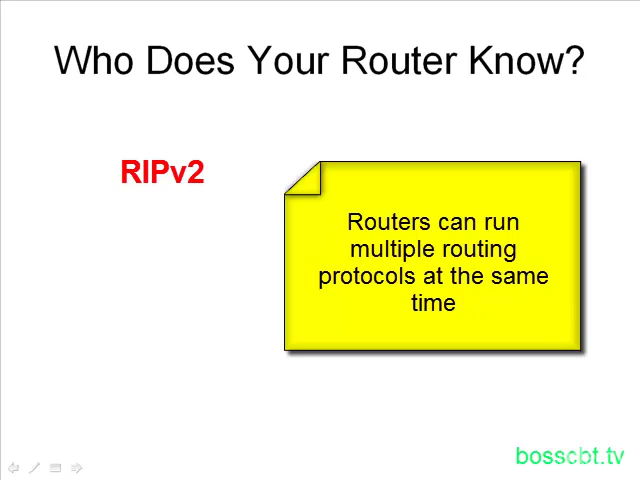 Who Does Your Router Know?
RIPv2
Routers can run
multiple routing
protocols at the same
time
bosscbt.tv